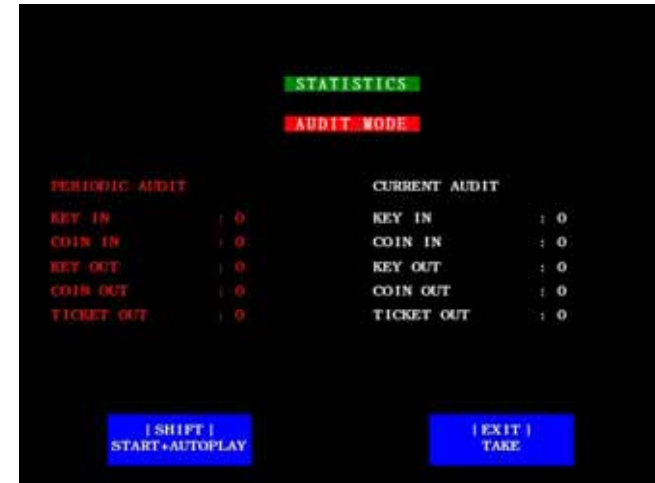 STATISTICS
AUDIT MODE
PERIODIC AUDIT
KEY IN : 0
COIN IN : 0
KEY OUT : 0
COIN OUT : 0
TICKET OUT : 0
CURRENT AUDIT
KEY IN : 0
COIN IN : 0
KEY OUT : 0
COIN OUT : 0
TICKET OUT : 0
[SHIFT]
START+AUTOPLAY
[EXIT]
TAKE